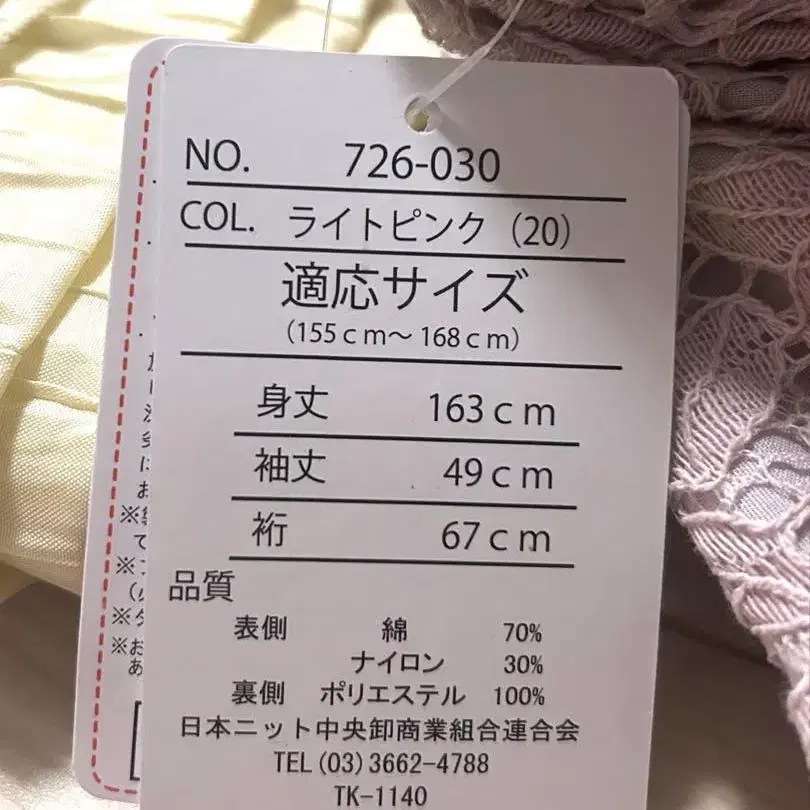 NO. 726-030
COL. ライトピンク（20）
適応サイズ
（155ｃｍ～168ｃｍ）
身丈 163ｃｍ
袖丈 49ｃｍ
裄 67ｃｍ
品質
表側 綿 70%
ナイロン 30%
裏側 ポリエステル 100%
日本ニット中央卸商業組合連合会
TEL(03)3662-4788
TK-1140